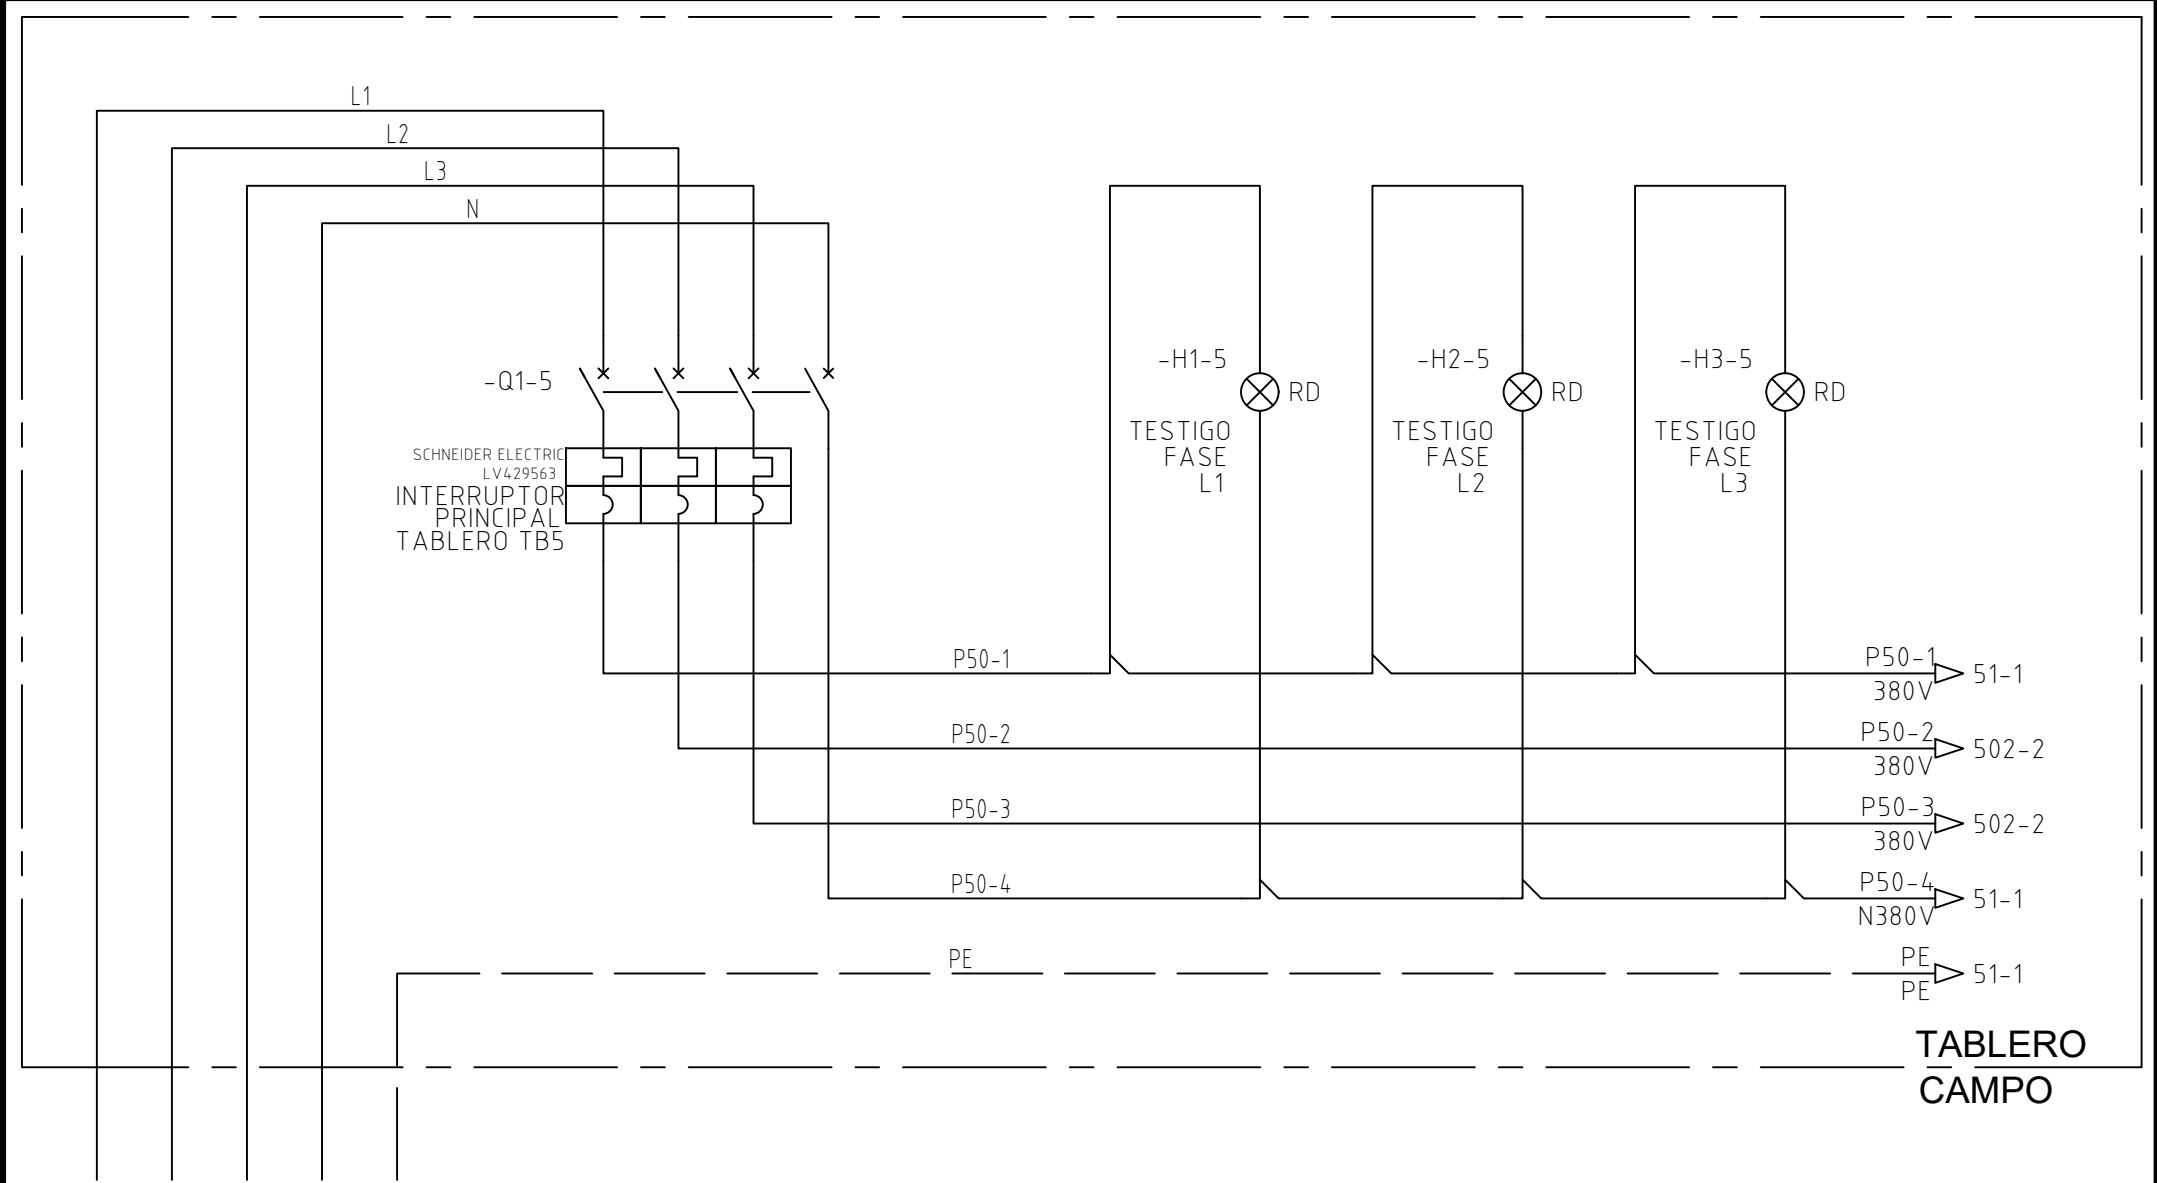 L1
L2
L3
N
-Q1-5
SCHNEIDER ELECTRIC
LV429563
INTERRUPTOR
PRINCIPAL
TABLERO TB5
-H1-5
RD
TESTIGO
FASE
L1
-H2-5
RD
TESTIGO
FASE
L2
-H3-5
RD
TESTIGO
FASE
L3
P50-1
P50-1
380V
51-1
P50-2
P50-2
380V
502-2
P50-3
P50-3
380V
502-2
P50-4
P50-4
N380V
51-1
PE
PE
PE
51-1
TABLERO
CAMPO